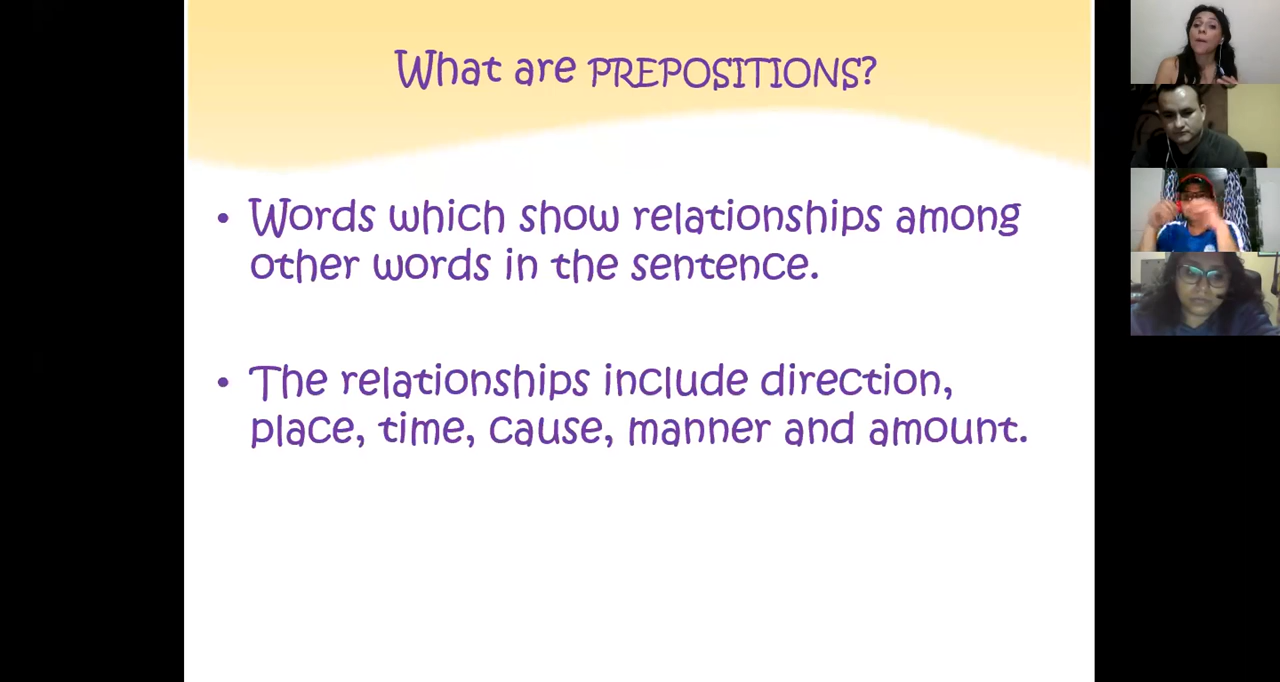 What are PREPOSITIONS?
• Words which show relationships among
other words in the sentence.
• The relationships include direction,
place, time, cause, manner and amount.